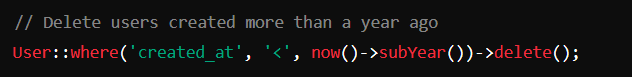 // Delete users created more than a year ago
User::where('created_at', '<', now()->subYear())->delete();